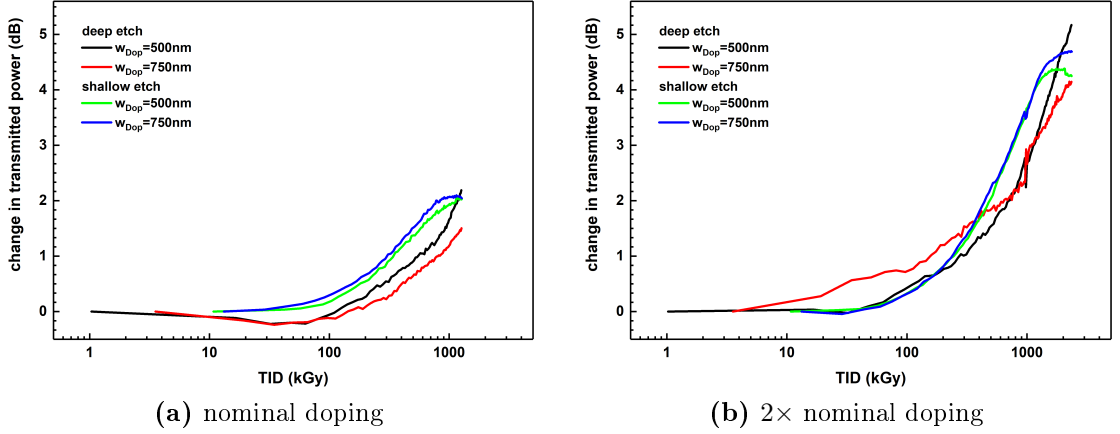 change in transmitted power (dB)
5
4
3
2
1
0
deep etch
wDop=500nm
wDop=750nm
shallow etch
wDop=500nm
wDop=750nm
1
10
100
1000
TID (kGy)
(a) nominal doping
change in transmitted power (dB)
5
4
3
2
1
0
deep etch
wDop=500nm
wDop=750nm
shallow etch
wDop=500nm
wDop=750nm
1
10
100
1000
TID (kGy)
(b) 2× nominal doping